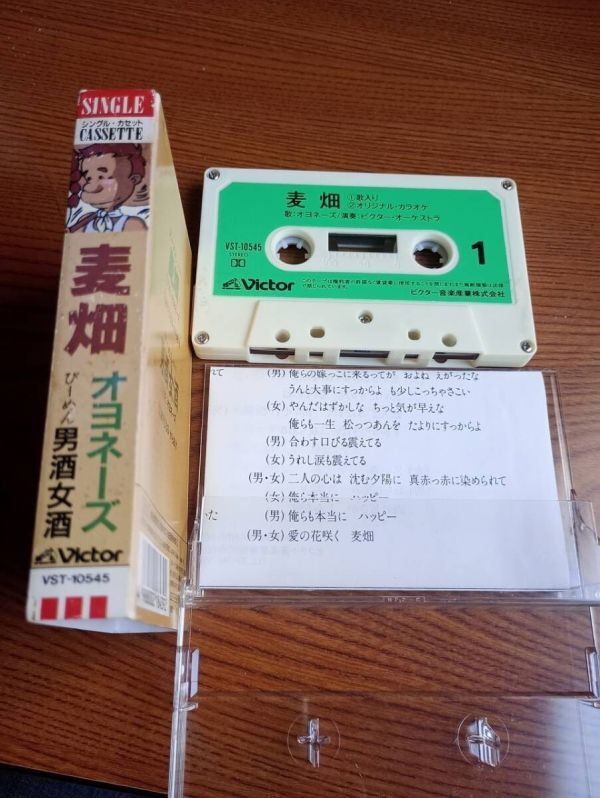 SINGLE
シングル・カセット
CASSETTE
麦畑
オヨネーズ
びーめん
男酒女酒
Victor
VST-10545
麦畑
①歌入り
②オリジナル・カラオケ
歌:オヨネーズ/演奏:ビクター・オーケストラ
VST-10545
STEREO
1
Victor
ビクター音楽産業株式会社
れて
(男)俺らの嫁っこに来るってが およね えがったな
うんと大事にすっからよ も少しこっちゃさこい
(女)やんだはずかしな ちっと気が早えな
俺らも一生 松っつあんを たよりにすっからよ
(男)合わす口びる震えてる
(女)うれし涙も震えてる
(男・女)二人の心は 沈む夕陽に 真赤っ赤に染められて
(女)俺ら本当に ハッピー
いた
(男)俺らも本当に ハッピー
(男・女)愛の花咲く 麦畑